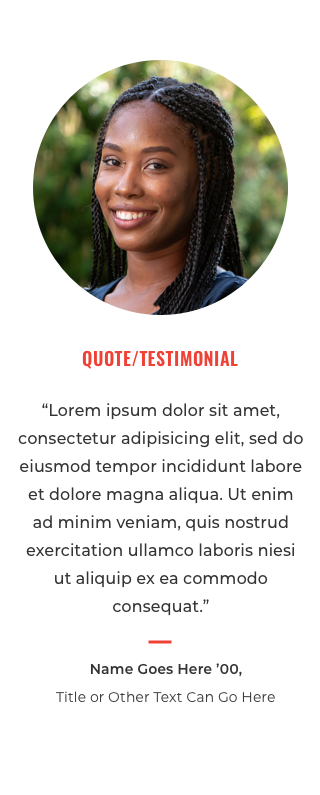 QUOTE/TESTIMONIAL
“Lorem ipsum dolor sit amet,
consectetur adipisicing elit, sed do
eiusmod tempor incididunt labore
et dolore magna aliqua. Ut enim
ad minim veniam, quis nostrud
exercitation ullamco laboris niesi
ut aliquip ex ea commodo
consequat.”
Name Goes Here ’00,
Title or Other Text Can Go Here